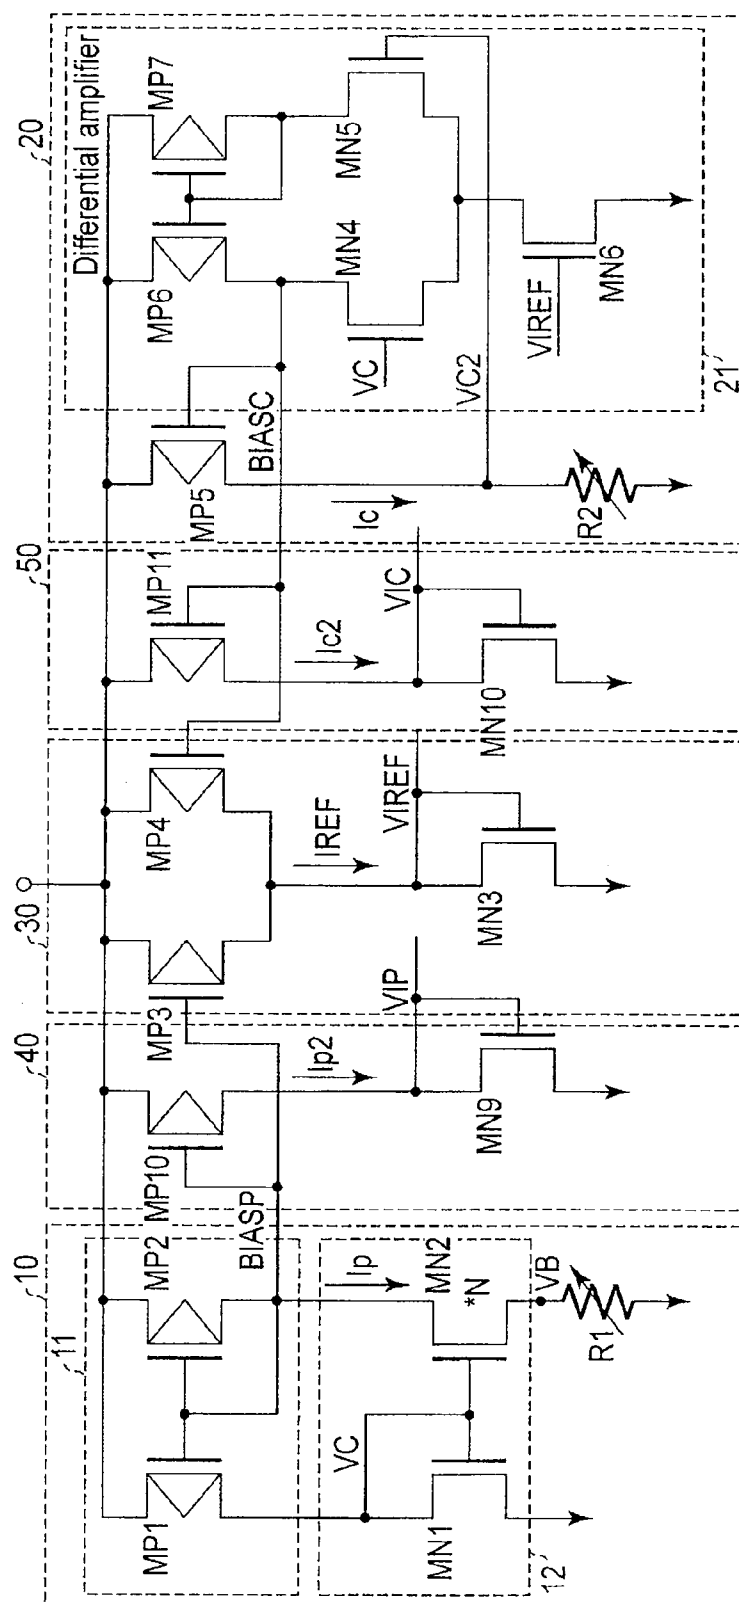 10
11
MP1
MP2
BIASP
VC
Ip
MN1
MN2
*N
VB
R1
12'
40
MP10
Ip2
VIP
MN9
30
MP3
MP4
IREF
VIREF
MN3
50
MP11
Ic2
VIC
MN10
20
Differential amplifier
MP5
MP6
MP7
BIASC
Ic
VC
MN4
MN5
VC2
R2
VIREF
MN6
21'